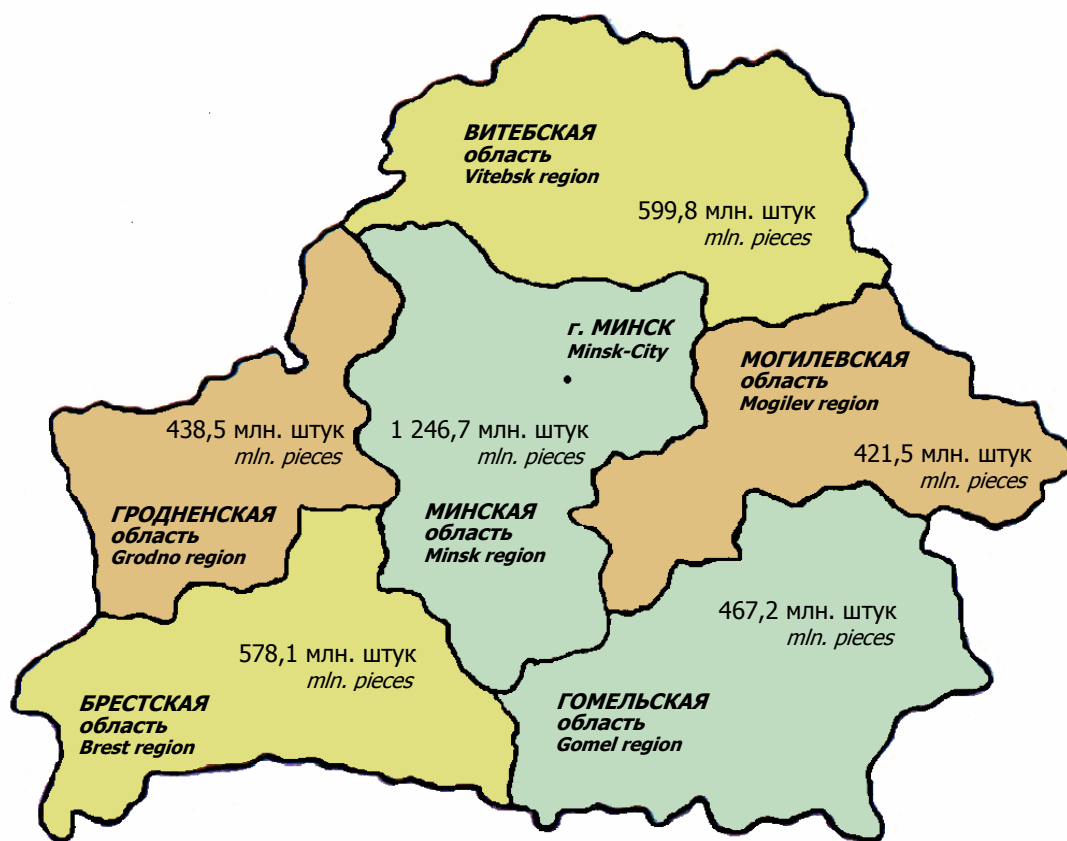 ВИТЕБСКАЯ
область
Vitebsk region
599,8 млн. штук
mln. pieces
г. МИНСК
Minsk-City
МОГИЛЕВСКАЯ
область
Mogilev region
438,5 млн. штук
mln. pieces
1 246,7 млн. штук
mln. pieces
421,5 млн. штук
mln. pieces
ГРОДНЕНСКАЯ
область
Grodno region
МИНСКАЯ
область
Minsk region
467,2 млн. штук
mln. pieces
578,1 млн. штук
mln. pieces
БРЕСТСКАЯ
область
Brest region
ГОМЕЛЬСКАЯ
область
Gomel region